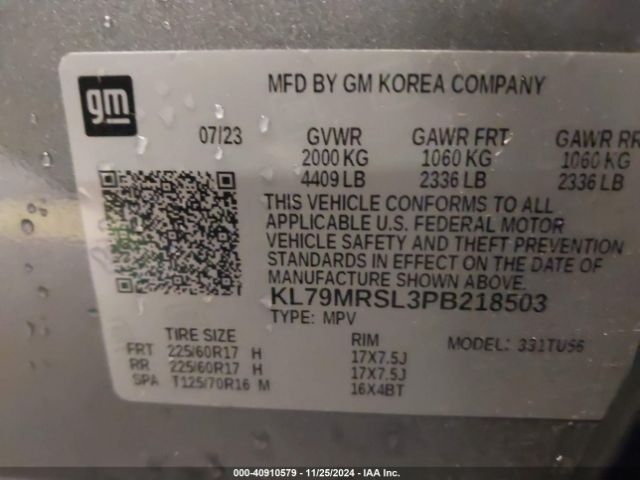 gm
MFD BY GM KOREA COMPANY
07/23 GVWR GAWR FRT GAWR RR
2000 KG 1060 KG 1060 KG
4409 LB 2336 LB 2336 LB
THIS VEHICLE CONFORMS TO ALL
APPLICABLE U.S. FEDERAL MOTOR
VEHICLE SAFETY AND THEFT PREVENTION
STANDARDS IN EFFECT ON THE DATE OF
MANUFACTURE SHOWN ABOVE.
KL79MRSL3PB218503
TYPE: MPV
TIRE SIZE RIM MODEL: 331TU56
FRT 225/60R17 H 17X7.5J
RR 225/60R17 H 17X7.5J
SPA T125/70R16 M 16X4BT
000-40910579 - 11/25/2024 - IAA Inc.